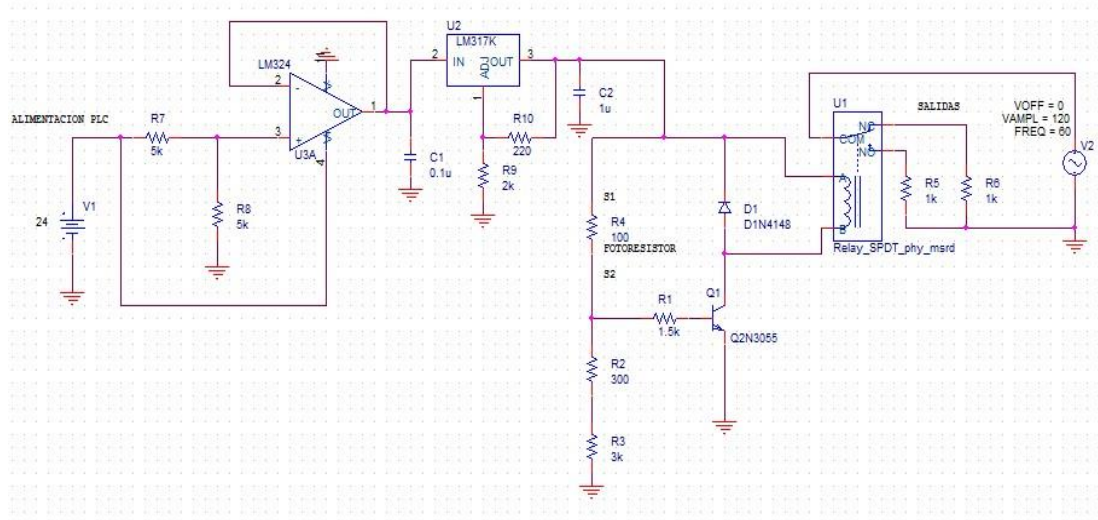 ALIMENTACION PLC
V1
24
R7
5k
R8
5k
LM324
2
-
3
+
OUT
1
U3A
4
C1
0.1u
U2
LM317K
2
IN
OUT
3
ADJ
1
R10
220
R9
2k
C2
1u
S1
R4
100
FOTORESISTOR
S2
R1
1.5k
R2
300
R3
3k
D1
D1N4148
Q1
Q2N3055
U1
NC
COM
NO
A
B
Relay_SPDT_phy_msrd
SALIDAS
R5
1k
R6
1k
VOFF = 0
VAMPL = 120
FREQ = 60
V2